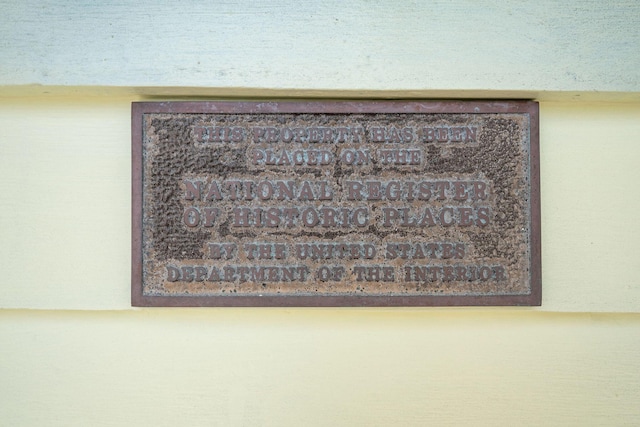 THIS PROPERTY HAS BEEN
PLACED ON THE
NATIONAL REGISTER
OF HISTORIC PLACES
BY THE UNITED STATES
DEPARTMENT OF THE INTERIOR